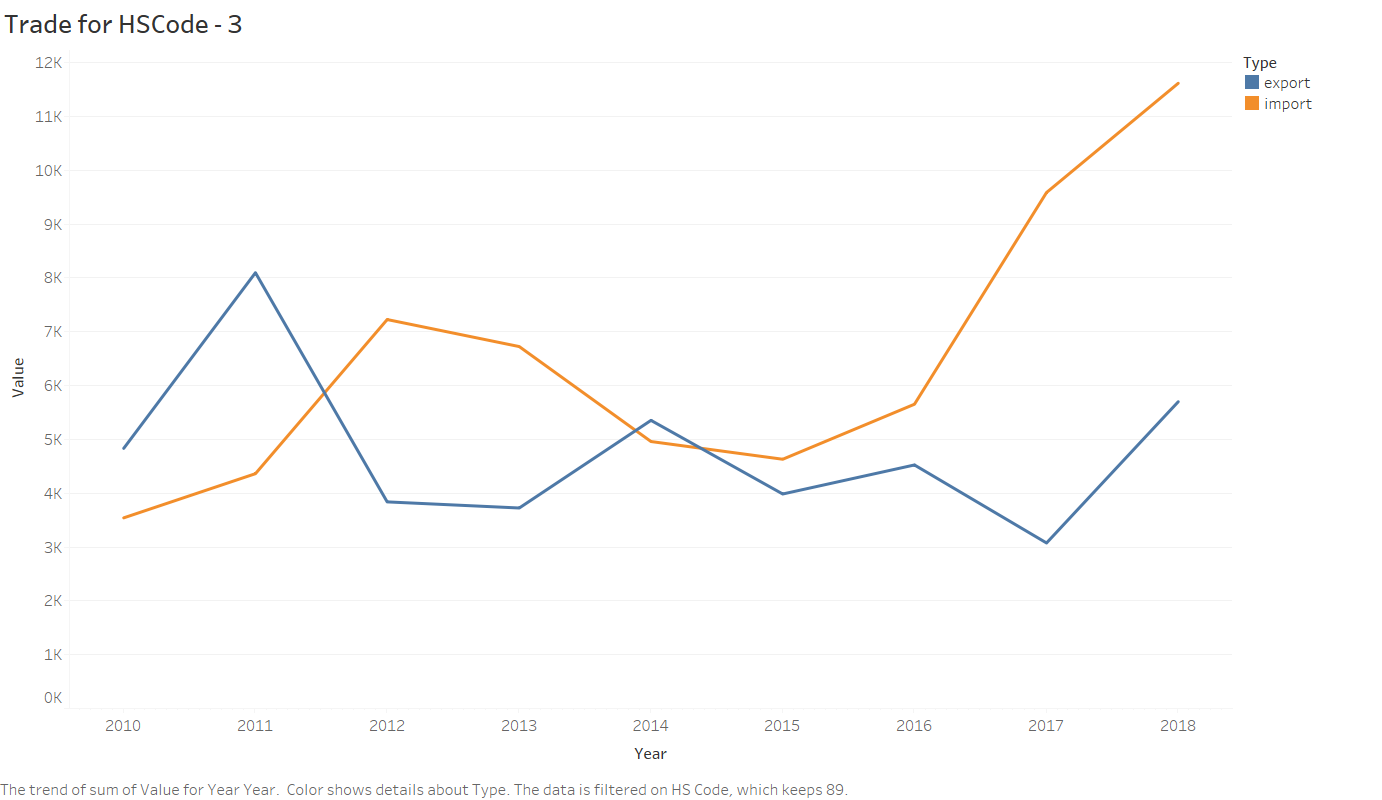 Trade for HSCode - 3
12K
11K
10K
9K
8K
7K
6K
5K
4K
3K
2K
1K
0K
Value
2010 2011 2012 2013 2014 2015 2016 2017 2018
Year
Type
export
import
The trend of sum of Value for Year Year.  Color shows details about Type. The data is filtered on HS Code, which keeps 89.